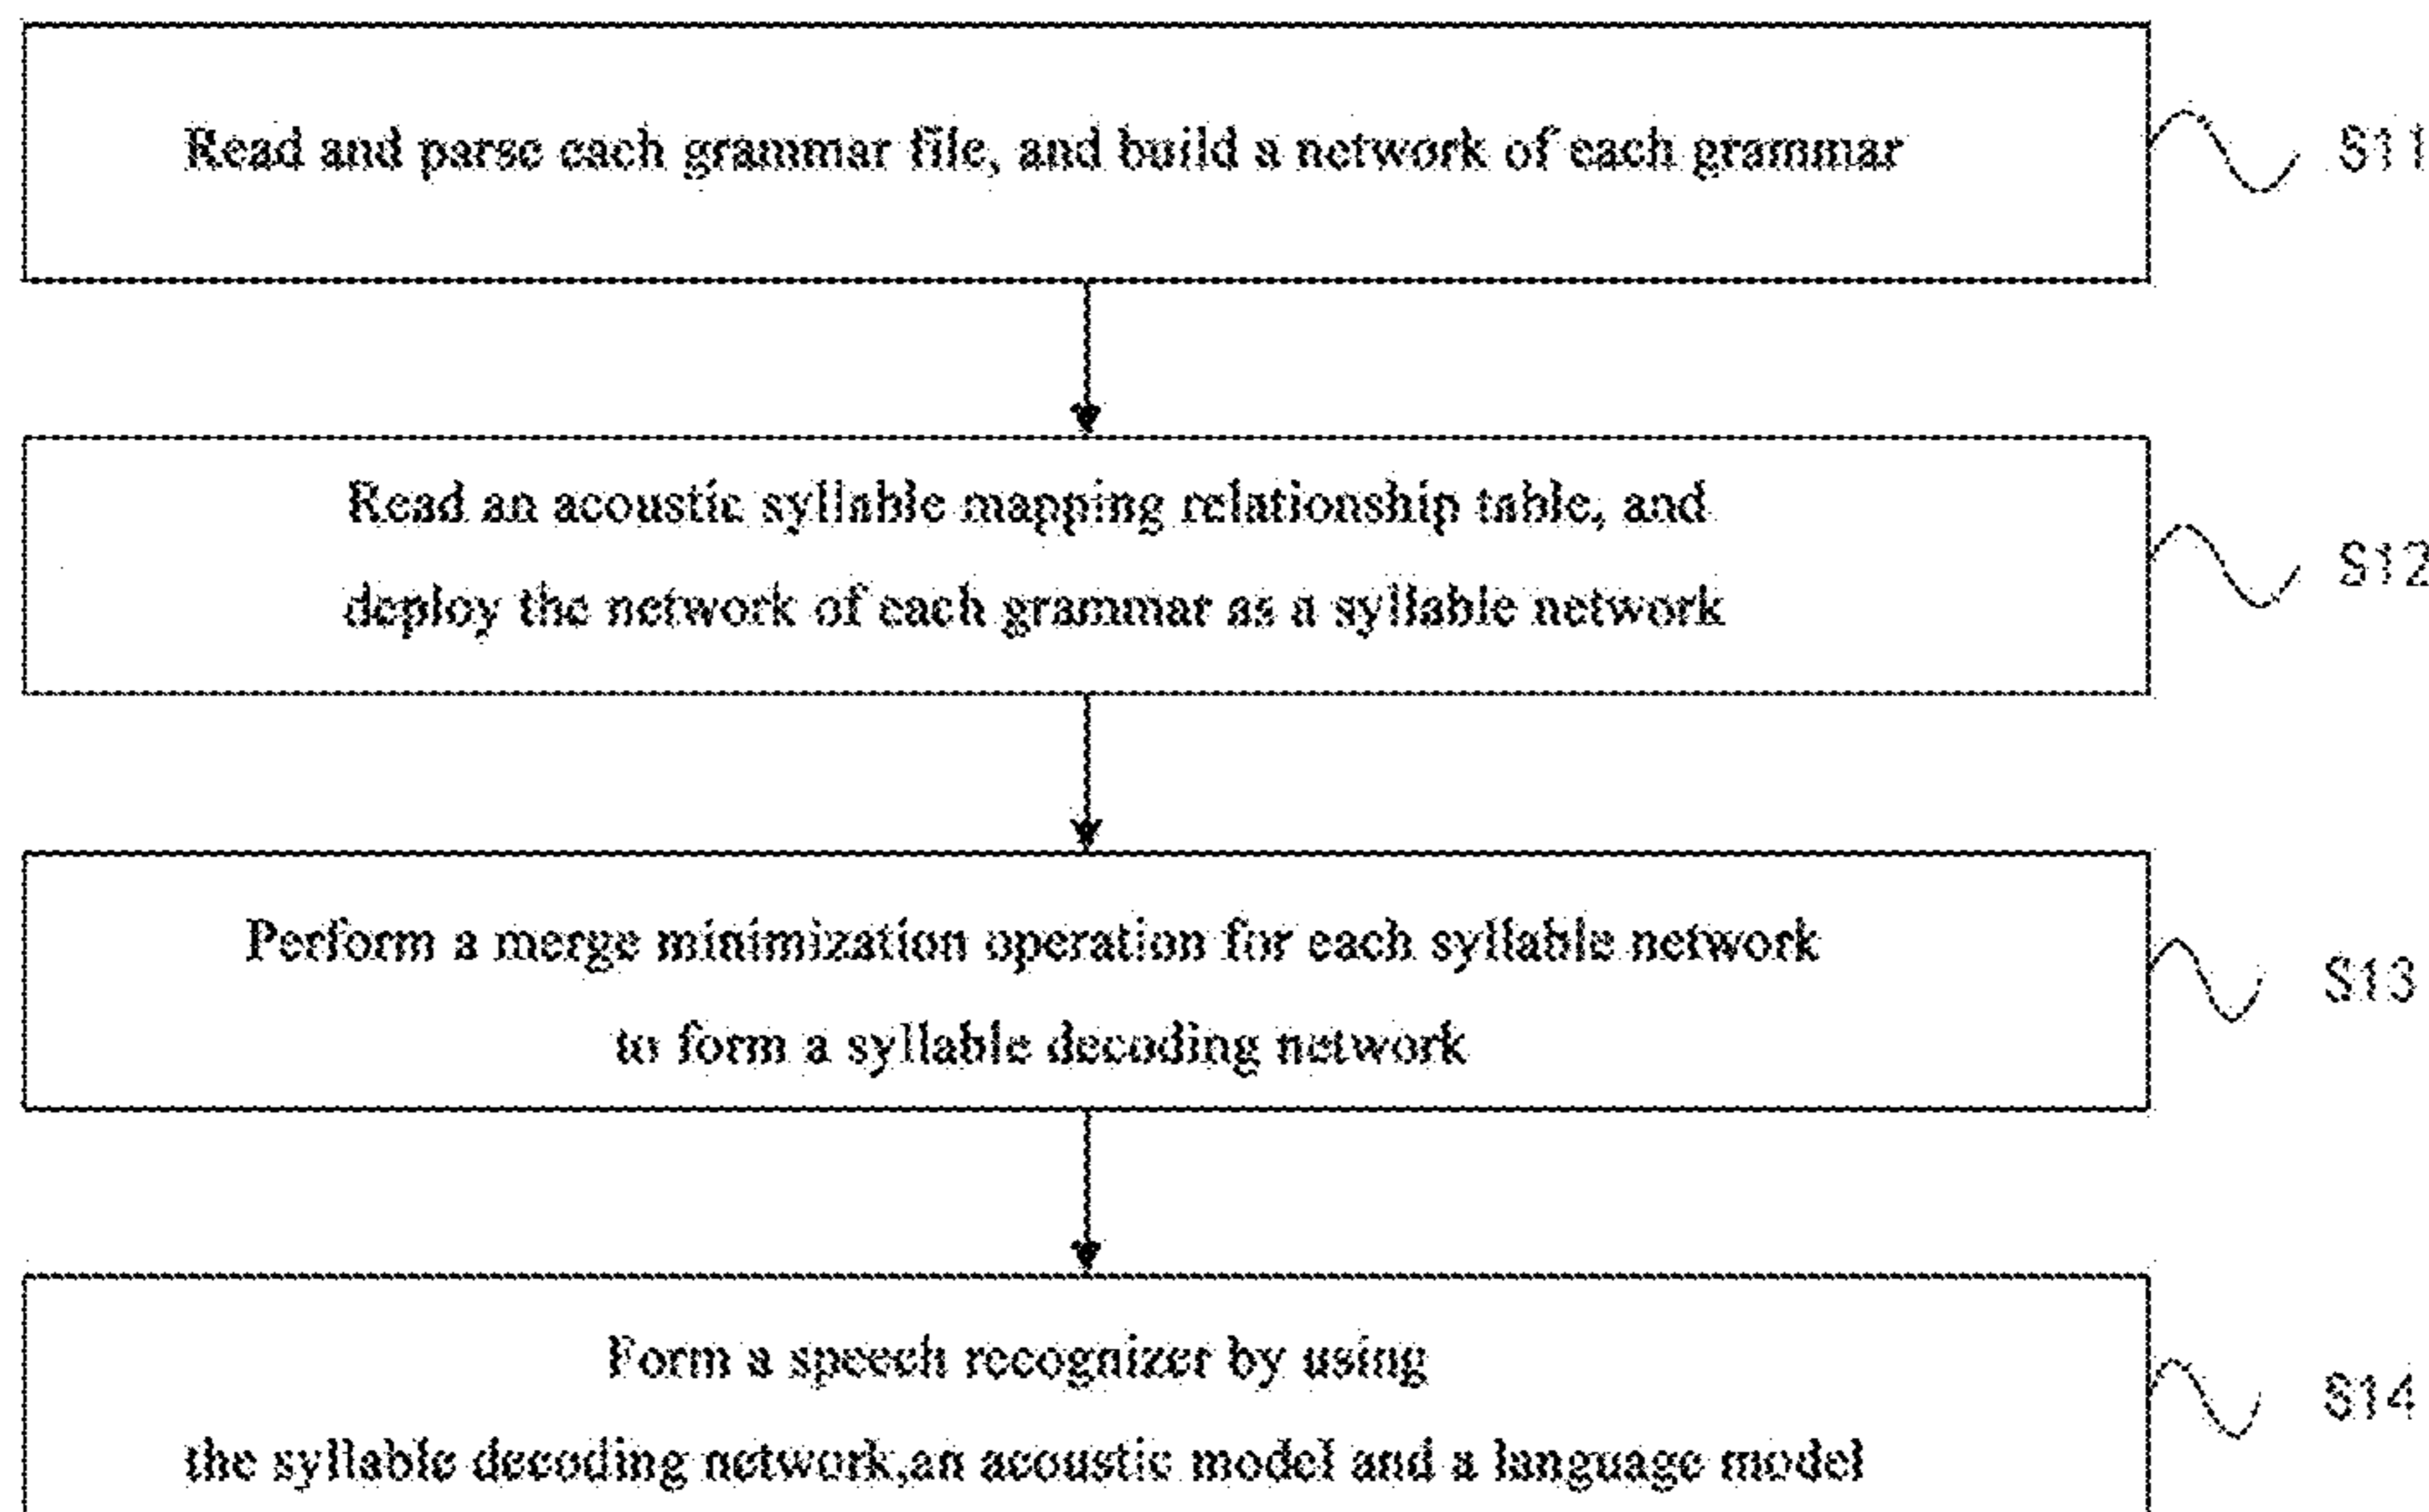 Read and parse each grammar file, and build a network of each grammar
S11
Read an acoustic syllable mapping relationship table, and
deploy the network of each grammar as a syllable network
S12
Perform a merge minimization operation for each syllable network
to form a syllable decoding network
S13
Form a speech recognizer by using
the syllable decoding network,an acoustic model and a language model
S14